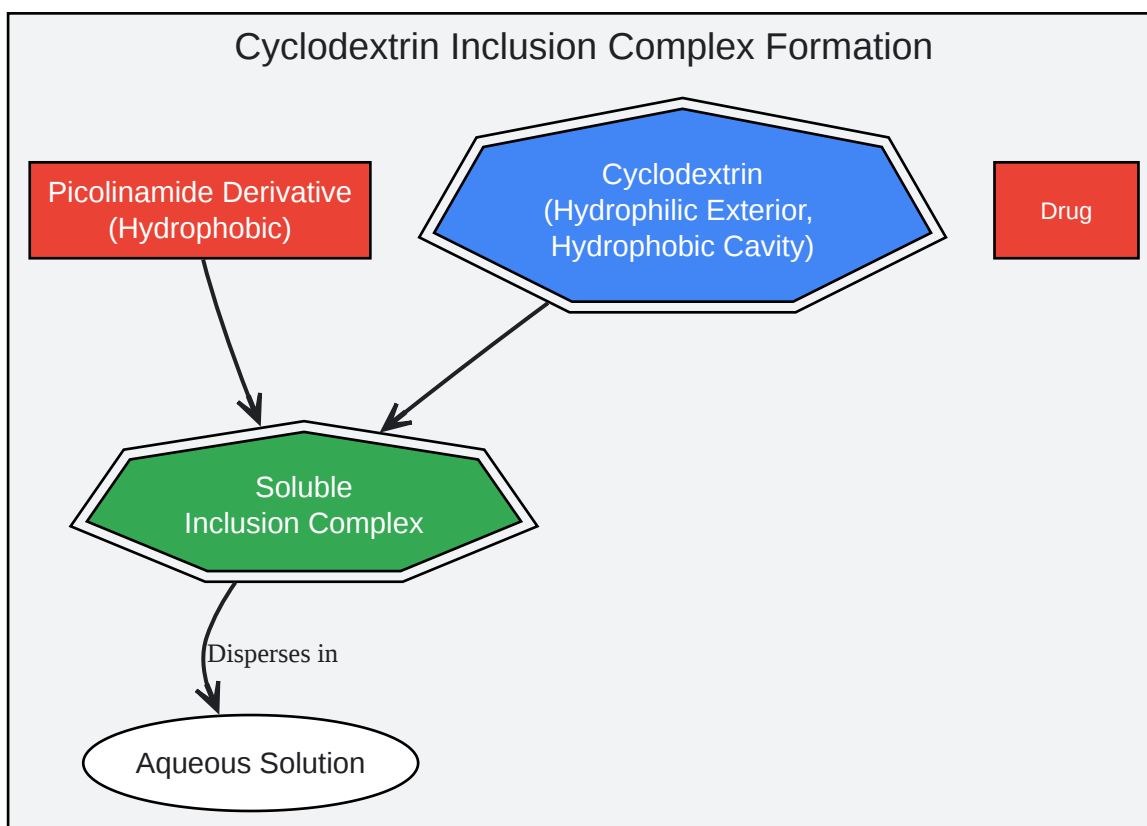 Cyclodextrin Inclusion Complex Formation
Picolinamide Derivative
(Hydrophobic)
Cyclodextrin
(Hydrophilic Exterior,
Hydrophobic Cavity)
Drug
Soluble
Inclusion Complex
Disperses in
Aqueous Solution